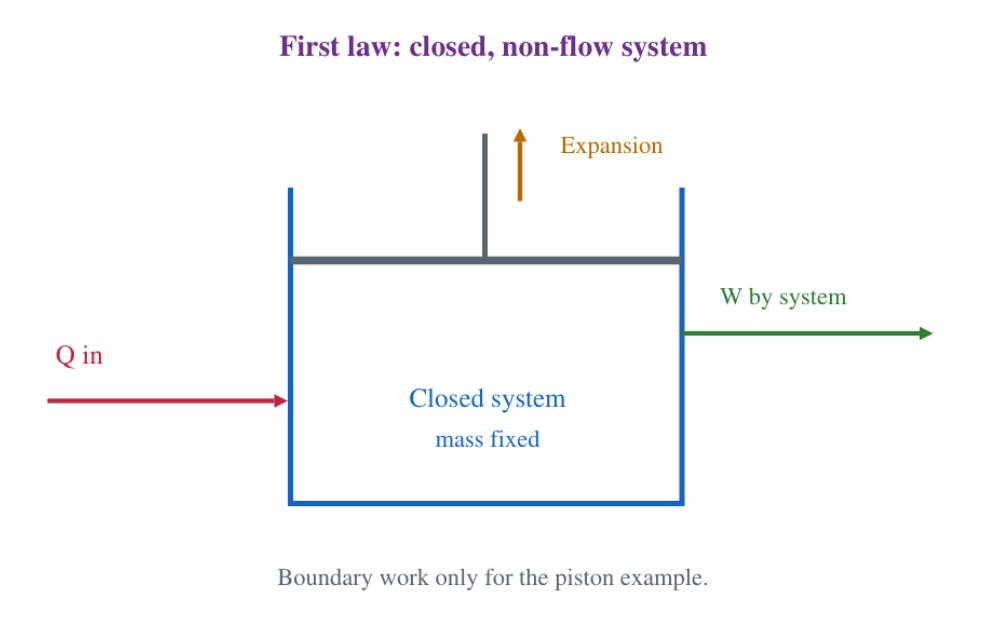 First law: closed, non-flow system
Expansion
W by system
Q in
Closed system
mass fixed
Boundary work only for the piston example.